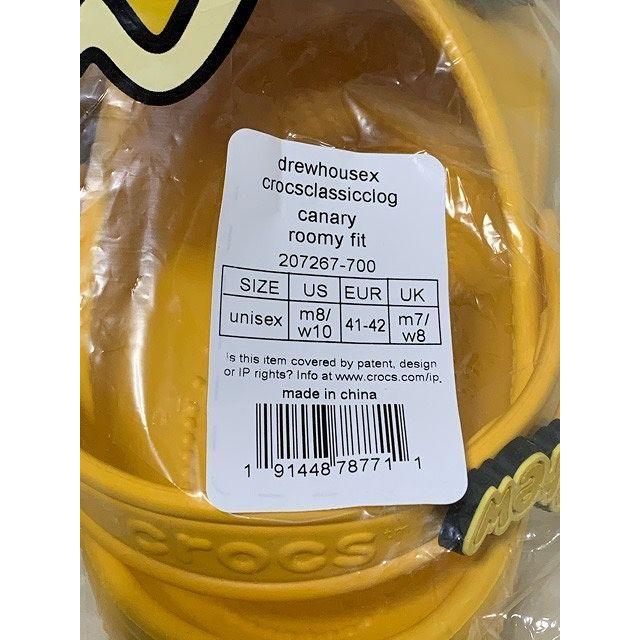 drewhousex
crocsclassicclog
canary
roomy fit
207267-700
SIZE US EUR UK
unisex m8/w10 41-42 m7/w8
is this item covered by patent, design
or IP rights? Info at www.crocs.com/ip
made in china
1 91448 78771 1
crocs™